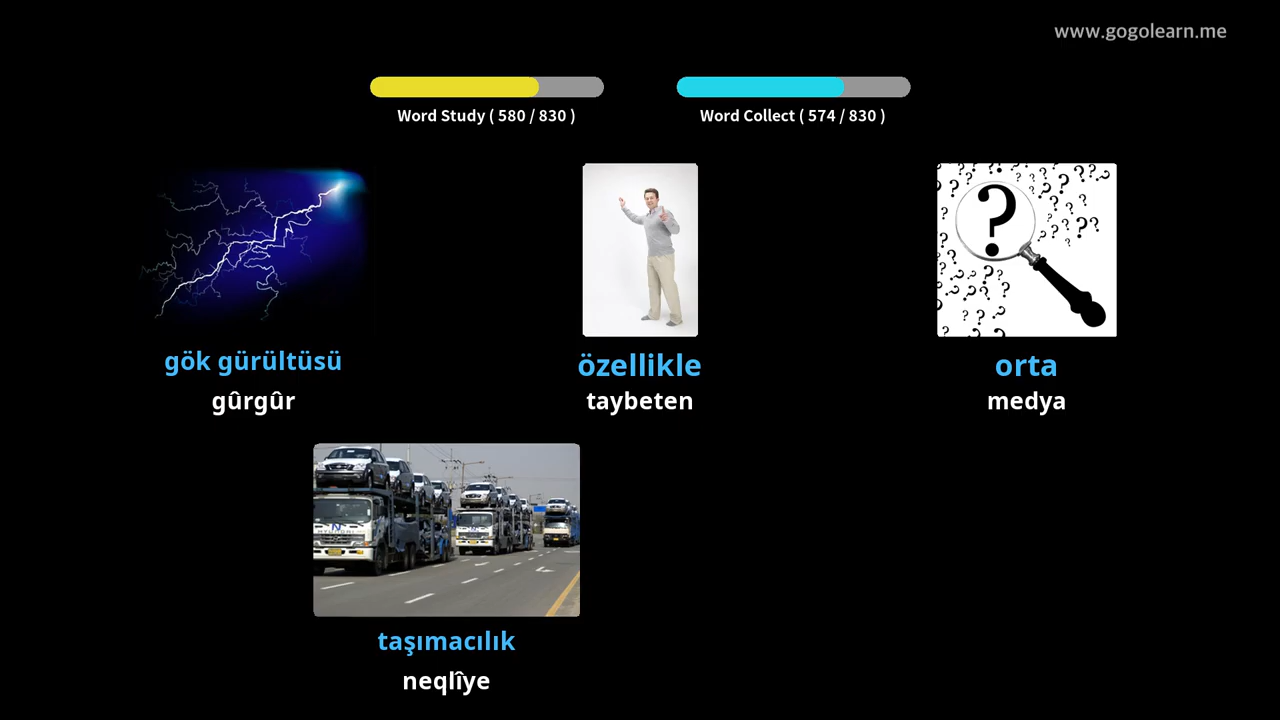 www.gogolearn.me
Word Study ( 580 / 830 )
Word Collect ( 574 / 830 )
gök gürültüsü
gûrgûr
özellikle
taybeten
orta
medya
taşımacılık
neqlîye